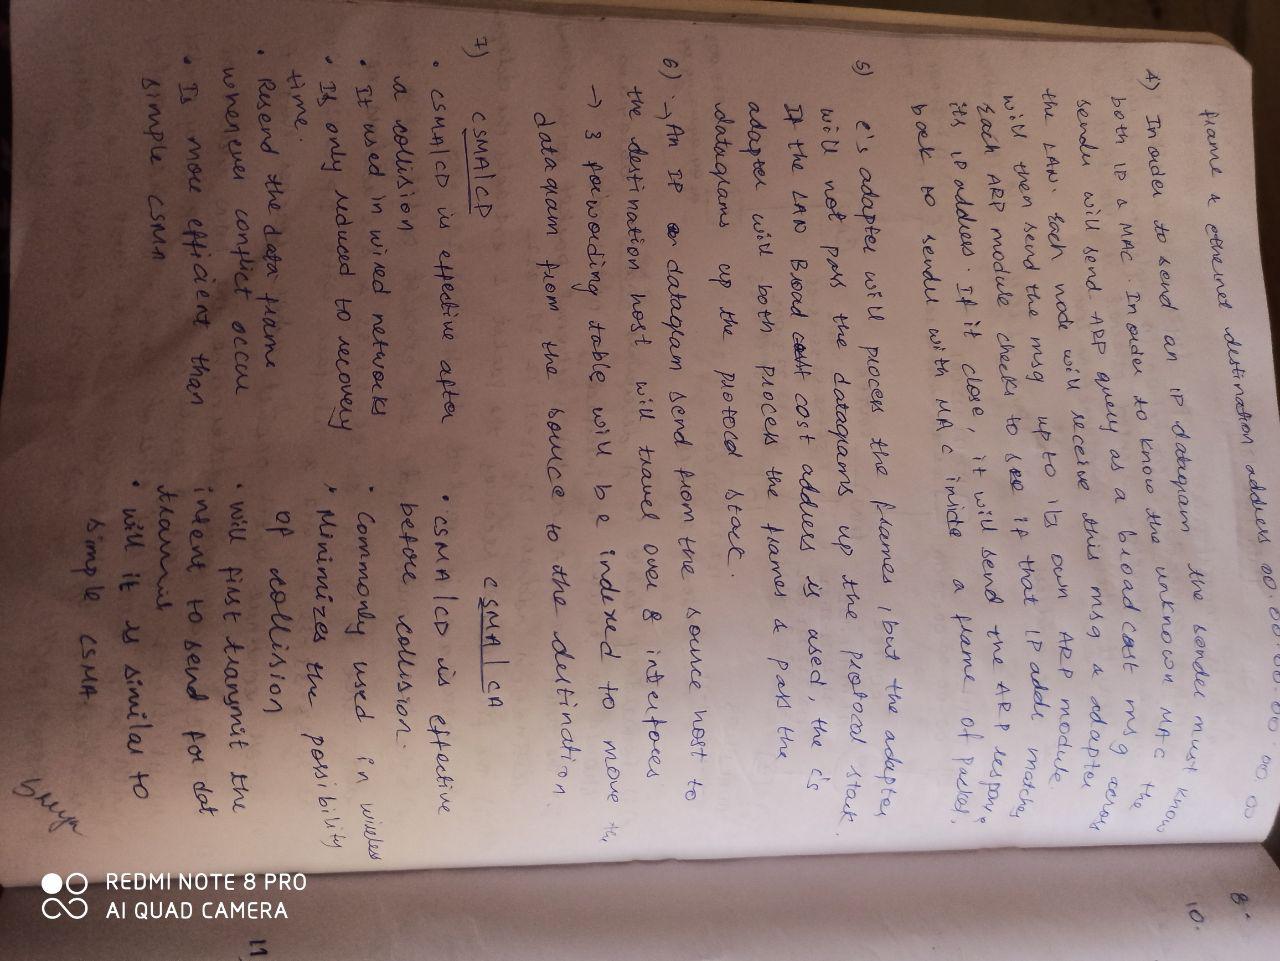 frame & ethernet destination address 00.00.00.00.00.00
4) In order to send an IP datagram the sender must know
both IP & MAC. In order to know the unknown MAC the
sender will send ARP query as a broad cast msg across
the LAN. Each node will receive this msg & adapter
will then send the msg up to its own ARP module.
Each ARP module checks to see if that IP addr matches
its IP address. If it close, it will send the ARP response
back to sender with MAC inside a frame of packet.
5) c's adapter will process the frames, but the adapter
will not pass the datagrams up the protocol stack.
If the LAN Broad cost address is used, the c's
adapter will both process the frames & pass the
datagrams up the protocol stack.
6) → An IP datagram send from the source host to
the destination host will travel over 8 interfaces
→ 3 forwarding table will be indexed to move the
datagram from the source to the destination.
7) CSMA/CD
• CSMA/CD is effective after
a collision
• It used in wired networks
• Is only reduced to recovery
time.
• Resend the data frame
whenever conflict occur
• Is more efficient than
simple CSMA
CSMA/CA
• CSMA/CD is effective
before collision.
• Commonly used in wireless
• Minimizes the possibility
of collision
• will first transmit the
intent to send for dat
• will it is similar to
simple CSMA
8.
10.
11
REDMI NOTE 8 PRO
AI QUAD CAMERA